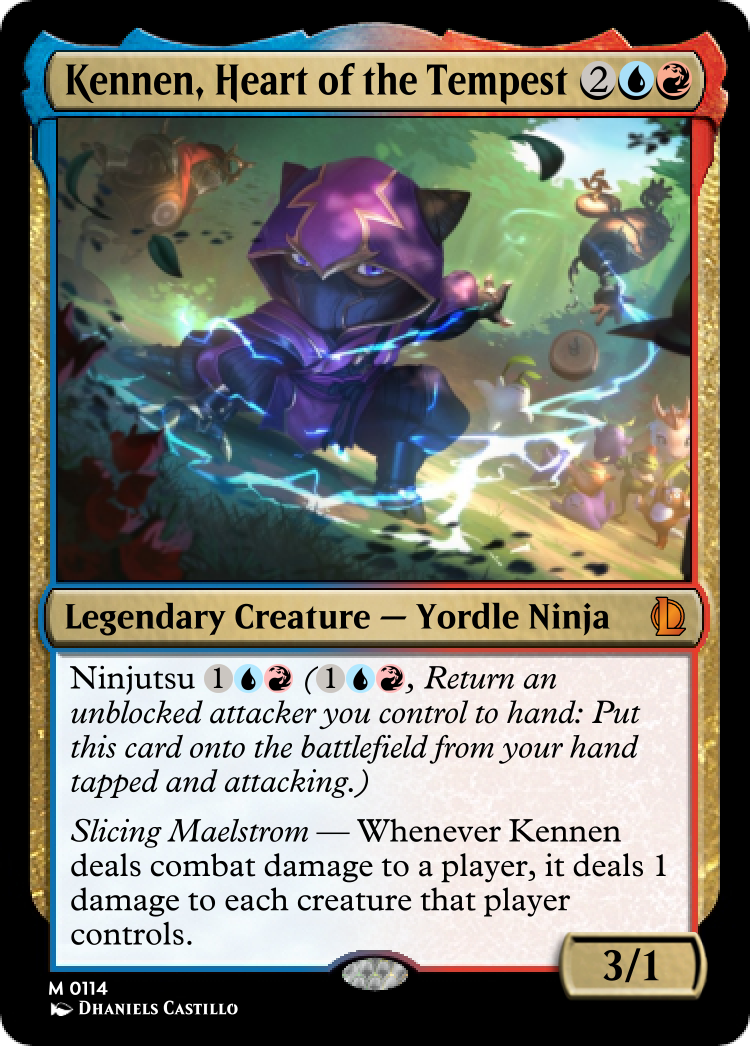 Kennen, Heart of the Tempest 2
Legendary Creature — Yordle Ninja
Ninjutsu 1 (1, Return an
unblocked attacker you control to hand: Put
this card onto the battlefield from your hand
tapped and attacking.)
Slicing Maelstrom — Whenever Kennen
deals combat damage to a player, it deals 1
damage to each creature that player
controls.
3/1
M 0114
Dhaniels Castillo